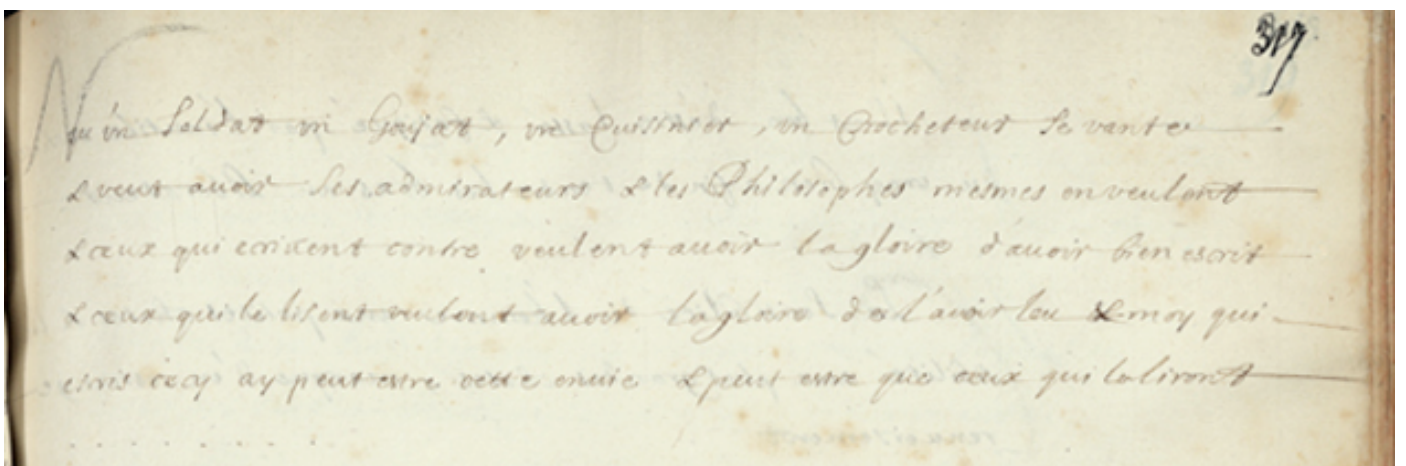 317
qu'un Soldat un Goujat, un Cuisinier, un Crocheteur se vante
& veut avoir ses admirateurs & les Philosophes mesmes en veulent
& ceux qui ecrivent contre veulent avoir la gloire d'avoir bien escrit
& ceux qui le lisent veulent avoir la gloire de l'avoir leu & moy qui
escris cecy ay peut estre cette envie & peut estre que ceux qui le liront
. . . . . . .